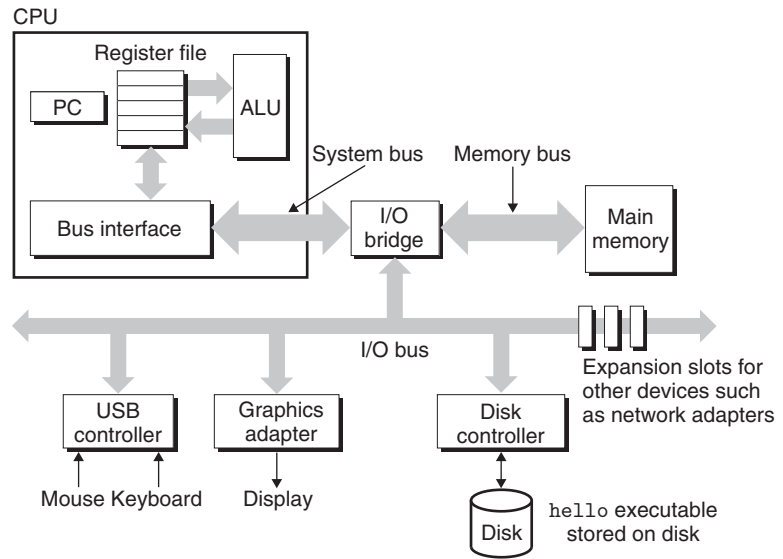 CPU
Register file
PC
ALU
System bus
Memory bus
Bus interface
I/O
bridge
Main
memory
I/O bus
Expansion slots for
other devices such
as network adapters
USB
controller
Graphics
adapter
Disk
controller
Mouse Keyboard
Display
Disk
hello executable
stored on disk